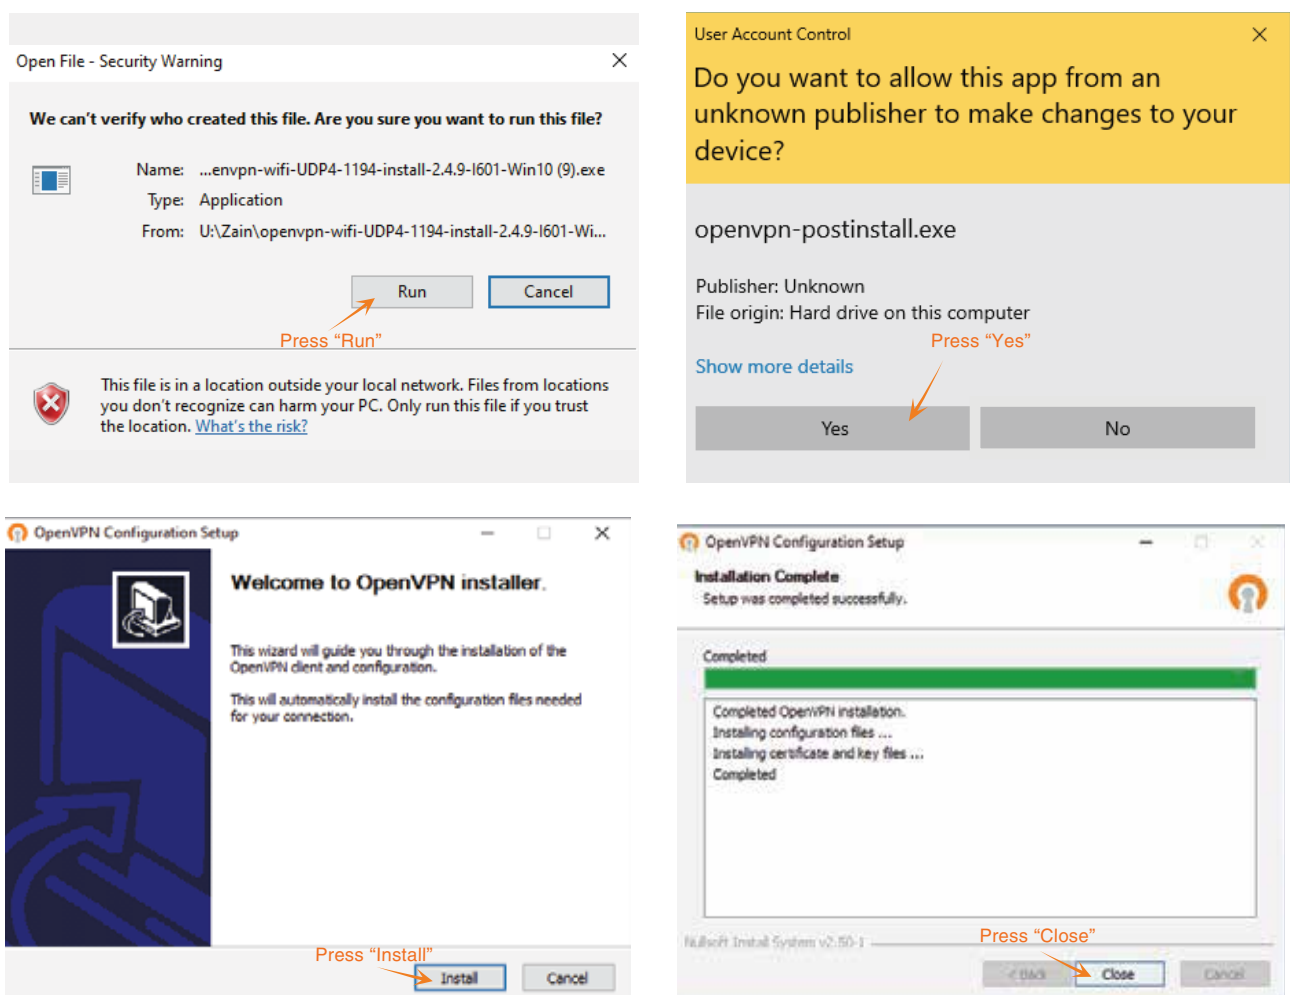 Open File - Security Warning
We can't verify who created this file. Are you sure you want to run this file?
Name: ...envpn-wifi-UDP4-1194-install-2.4.9-I601-Win10 (9).exe
Type: Application
From: U:\Zain\openvpn-wifi-UDP4-1194-install-2.4.9-I601-Wi...
Run
Cancel
Press “Run”
This file is in a location outside your local network. Files from locations
you don't recognize can harm your PC. Only run this file if you trust
the location. What's the risk?
User Account Control
Do you want to allow this app from an
unknown publisher to make changes to your
device?
openvpn-postinstall.exe
Publisher: Unknown
File origin: Hard drive on this computer
Press “Yes”
Show more details
Yes
No
OpenVPN Configuration Setup
Welcome to OpenVPN installer.
This wizard will guide you through the installation of the
OpenVPN client and configuration.
This will automatically install the configuration files needed
for your connection.
Press “Install”
Install
Cancel
OpenVPN Configuration Setup
Installation Complete
Setup was completed successfully.
Completed
Completed OpenVPN installation.
Installing configuration files ...
Installing certificate and key files ...
Completed
Nullsoft Install System v2.50-1
Press “Close”
< Back
Close
Cancel